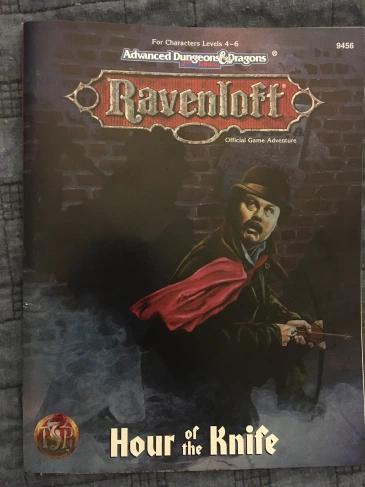 For Characters Levels 4-6
9456
Advanced Dungeons&Dragons®
Ravenloft®
Official Game Adventure
TSR
Hour of the Knife